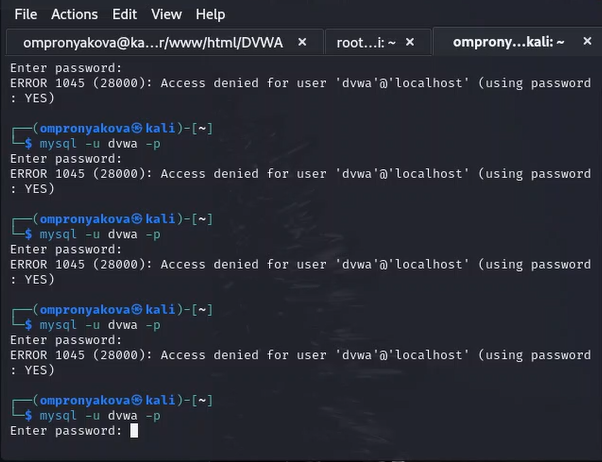 File Actions Edit View Help
ompronyakova@ka...r/www/html/DVWA × root...i: ~ × omprony...kali: ~ ×
Enter password:
ERROR 1045 (28000): Access denied for user 'dvwa'@'localhost' (using password
: YES)
┌──(ompronyakova㉿kali)-[~]
└─$ mysql -u dvwa -p
Enter password:
ERROR 1045 (28000): Access denied for user 'dvwa'@'localhost' (using password
: YES)
┌──(ompronyakova㉿kali)-[~]
└─$ mysql -u dvwa -p
Enter password:
ERROR 1045 (28000): Access denied for user 'dvwa'@'localhost' (using password
: YES)
┌──(ompronyakova㉿kali)-[~]
└─$ mysql -u dvwa -p
Enter password:
ERROR 1045 (28000): Access denied for user 'dvwa'@'localhost' (using password
: YES)
┌──(ompronyakova㉿kali)-[~]
└─$ mysql -u dvwa -p
Enter password: